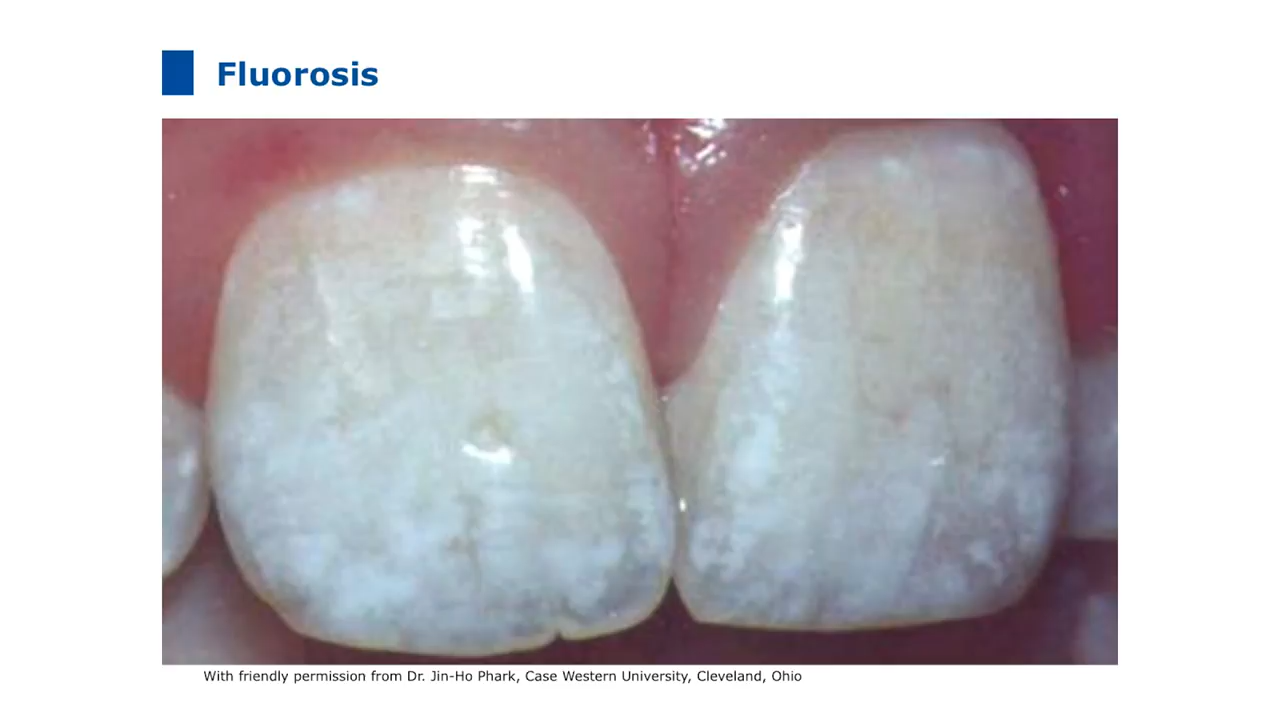 Fluorosis
With friendly permission from Dr. Jin-Ho Phark, Case Western University, Cleveland, Ohio